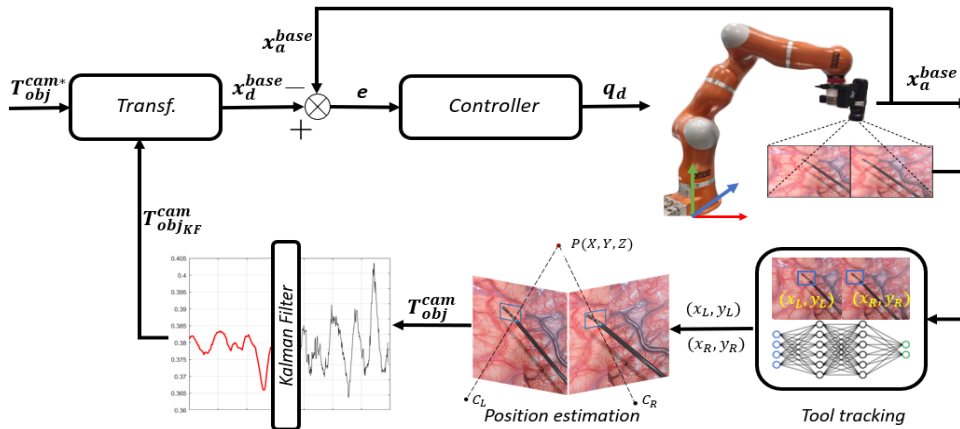 x_a^base
T_obj^cam*
Transf.
x_d^base
−
+
e
Controller
q_d
x_a^base
T_obj_KF^cam
0.405
0.4
0.395
0.39
0.385
0.38
0.375
0.37
0.365
0.36
Kalman Filter
T_obj^cam
P(X,Y,Z)
C_L
C_R
Position estimation
(x_L, y_L)
(x_R, y_R)
(x_L, y_L) (x_R, y_R)
Tool tracking